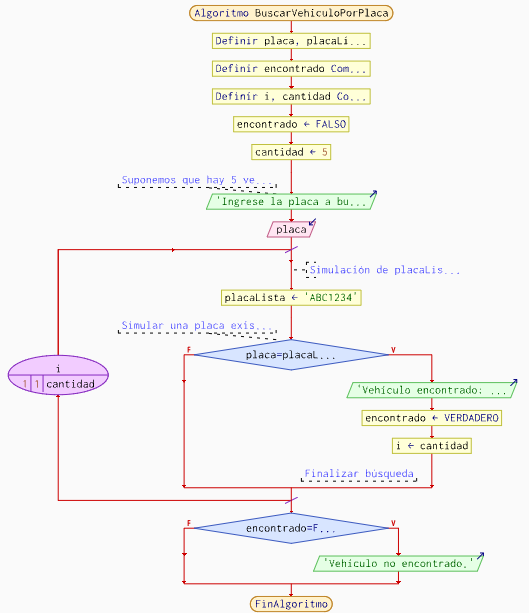 Algoritmo BuscarVehiculoPorPlaca
Definir placa, placaLi...
Definir encontrado Com...
Definir i, cantidad Co...
encontrado ← FALSO
cantidad ← 5
Suponemos que hay 5 ve...
'Ingrese la placa a bu...
placa
Simulación de placaLis...
placaLista ← 'ABC1234'
Simular una placa exis...
F
placa=placaL...
V
i
1 1 cantidad
'Vehículo encontrado: ...
encontrado ← VERDADERO
i ← cantidad
Finalizar búsqueda
F
encontrado=F...
V
'Vehículo no encontrado.'
FinAlgoritmo